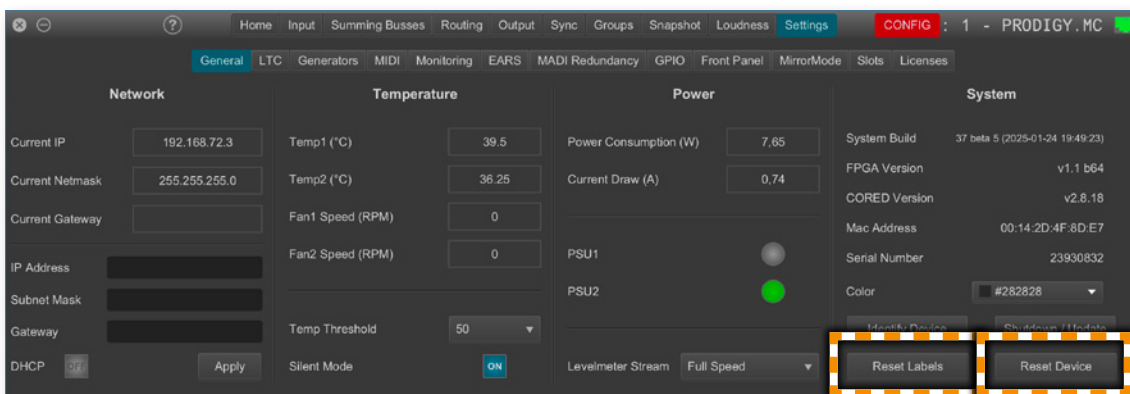 ? Home Input Summing Busses Routing Output Sync Groups Snapshot Loudness Settings CONFIG : 1 - PRODIGY.MC
General LTC Generators MIDI Monitoring EARS MADI Redundancy GPIO Front Panel MirrorMode Slots Licenses
Network
Current IP 192.168.72.3
Current Netmask 255.255.255.0
Current Gateway
IP Address
Subnet Mask
Gateway
DHCP OFF Apply
Temperature
Temp1 (°C) 39.5
Temp2 (°C) 36.25
Fan1 Speed (RPM) 0
Fan2 Speed (RPM) 0
Temp Threshold 50
Silent Mode ON
Power
Power Consumption (W) 7,65
Current Draw (A) 0,74
PSU1
PSU2
Levelmeter Stream Full Speed
System
System Build 37 beta 5 (2025-01-24 19:49:23)
FPGA Version v1.1 b64
CORED Version v2.8.18
Mac Address 00:14:2D:4F:8D:E7
Serial Number 23930832
Color #282828
Identify Device Shutdown / Update
Reset Labels Reset Device